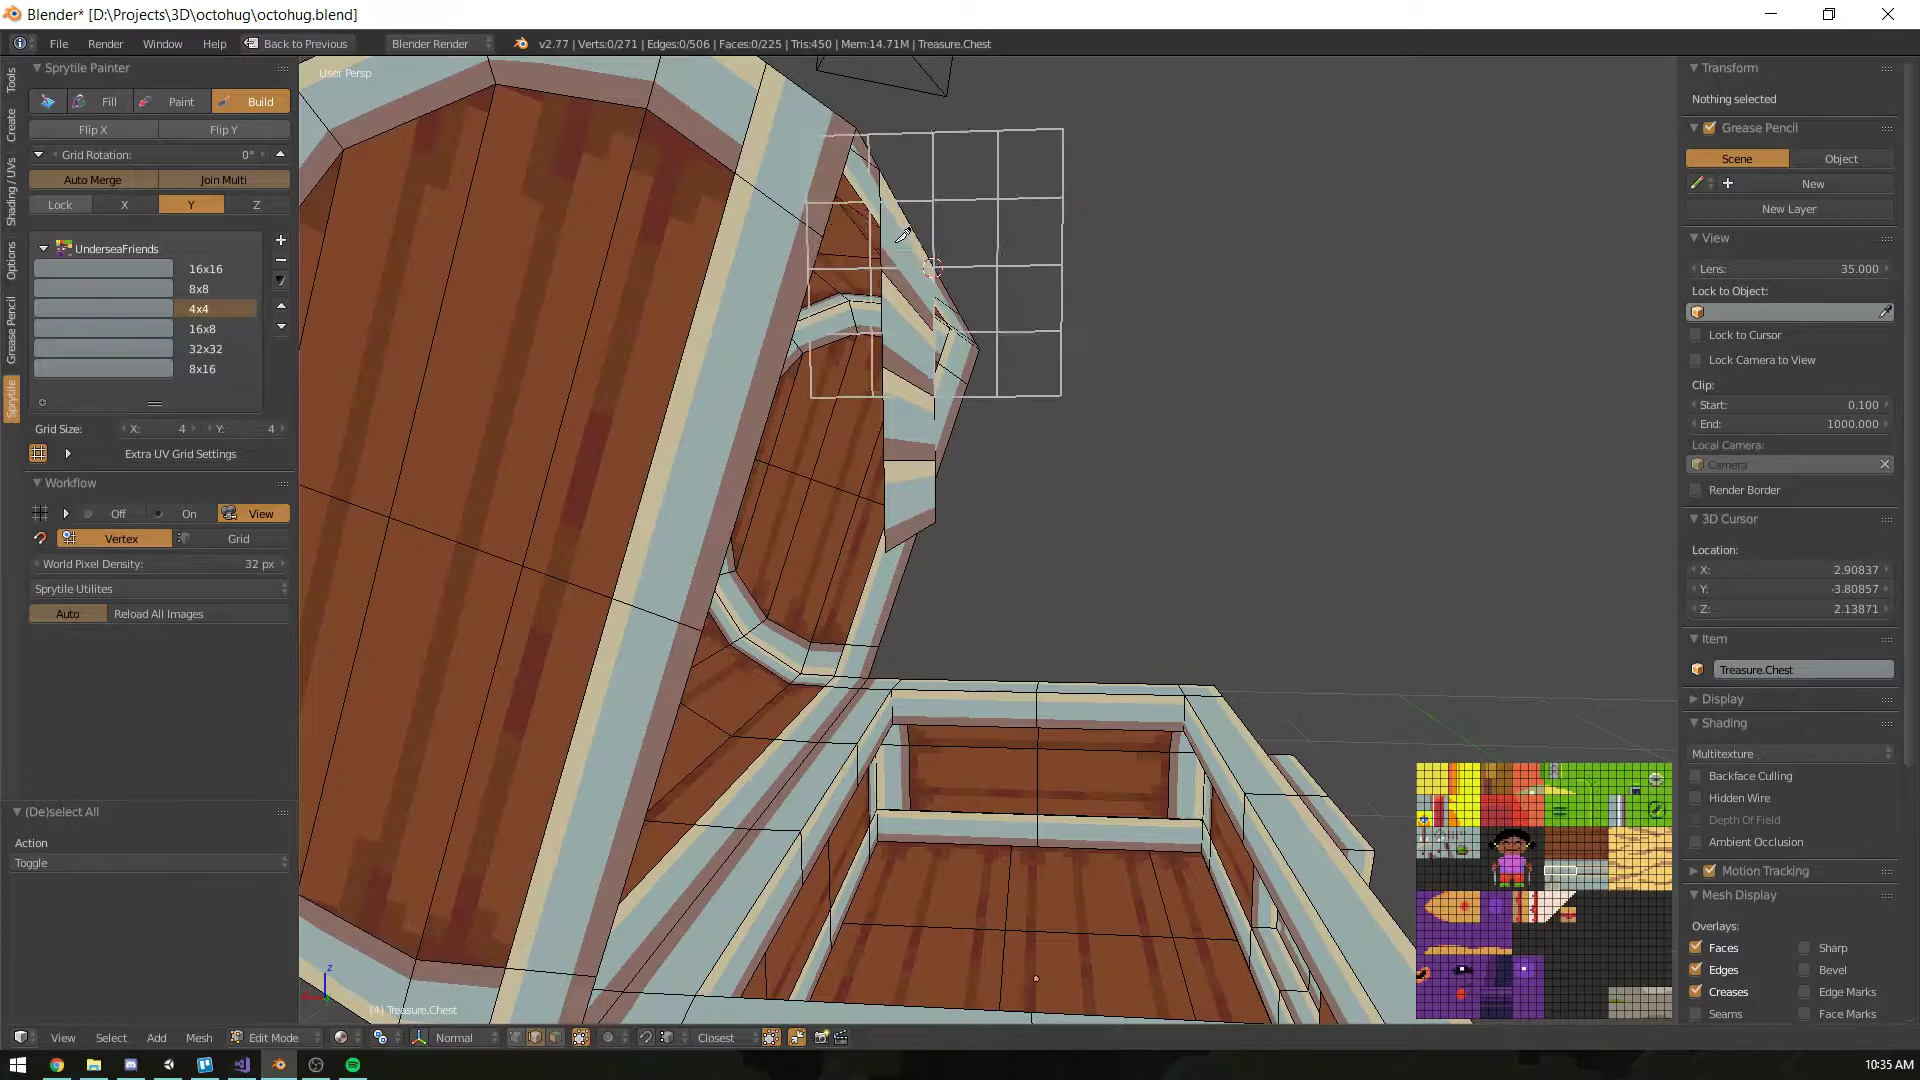 Blender* [D:\Projects\3D\octohug\octohug.blend]
File Render Window Help Back to Previous Blender Render v2.77 | Verts:0/271 | Edges:0/506 | Faces:0/225 | Tris:450 | Mem:14.71M | Treasure.Chest
Tools
Create
Shading / UVs
Options
Grease Pencil
Sprytile
Sprytile Painter
Fill Paint Build
Flip X Flip Y
Grid Rotation: 0°
Auto Merge Join Multi
Lock X Y Z
UnderseaFriends
16x16
8x8
4x4
16x8
32x32
8x16
Grid Size: X: 4 Y: 4
Extra UV Grid Settings
Workflow
Off On View
Vertex Grid
World Pixel Density: 32 px
Sprytile Utilites
Auto Reload All Images
(De)select All
Action
Toggle
User Persp
z
(4) Treasure.Chest
Transform
Nothing selected
Grease Pencil
Scene Object
New
New Layer
View
Lens: 35.000
Lock to Object:
Lock to Cursor
Lock Camera to View
Clip:
Start: 0.100
End: 1000.000
Local Camera:
Camera
Render Border
3D Cursor
Location:
X: 2.90837
Y: -3.80857
Z: 2.13871
Item
Treasure.Chest
Display
Shading
Multitexture
Backface Culling
Hidden Wire
Depth Of Field
Ambient Occlusion
Motion Tracking
Mesh Display
Overlays:
Faces Sharp
Edges Bevel
Creases Edge Marks
Seams Face Marks
View Select Add Mesh Edit Mode Normal Closest
10:35 AM